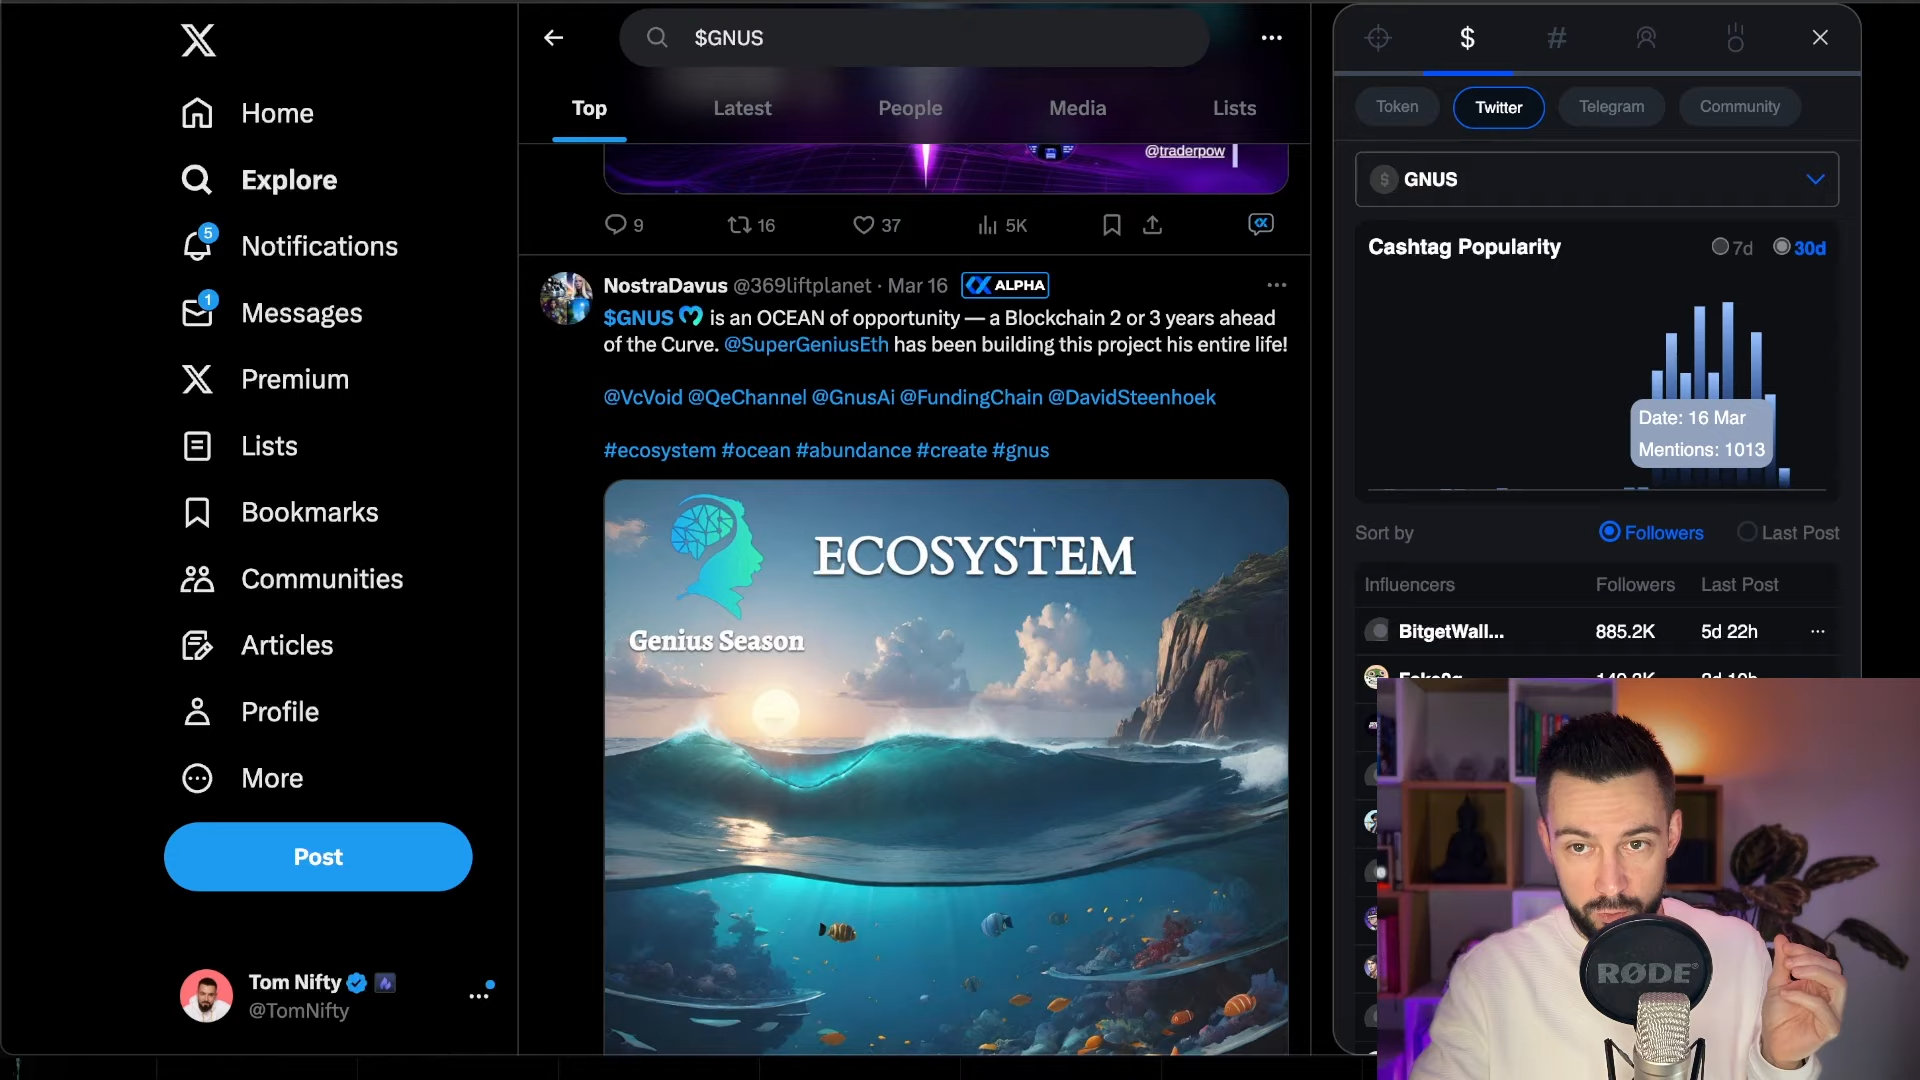 Home
Explore
5
Notifications
1
Messages
Premium
Lists
Bookmarks
Communities
Articles
Profile
More
Post
Tom Nifty
@TomNifty
$GNUS
Top
Latest
People
Media
Lists
@traderpow
9
16
37
5K
NostraDavus @369liftplanet · Mar 16 ALPHA
$GNUS is an OCEAN of opportunity — a Blockchain 2 or 3 years ahead
of the Curve. @SuperGeniusEth has been building this project his entire life!
@VcVoid @QeChannel @GnusAi @FundingChain @DavidSteenhoek
#ecosystem #ocean #abundance #create #gnus
ECOSYSTEM
Genius Season
$
#
Token
Twitter
Telegram
Community
$ GNUS
Cashtag Popularity
7d
30d
Date: 16 Mar
Mentions: 1013
Sort by
Followers
Last Post
Influencers
Followers
Last Post
BitgetWall...
885.2K
5d 22h
RØDE